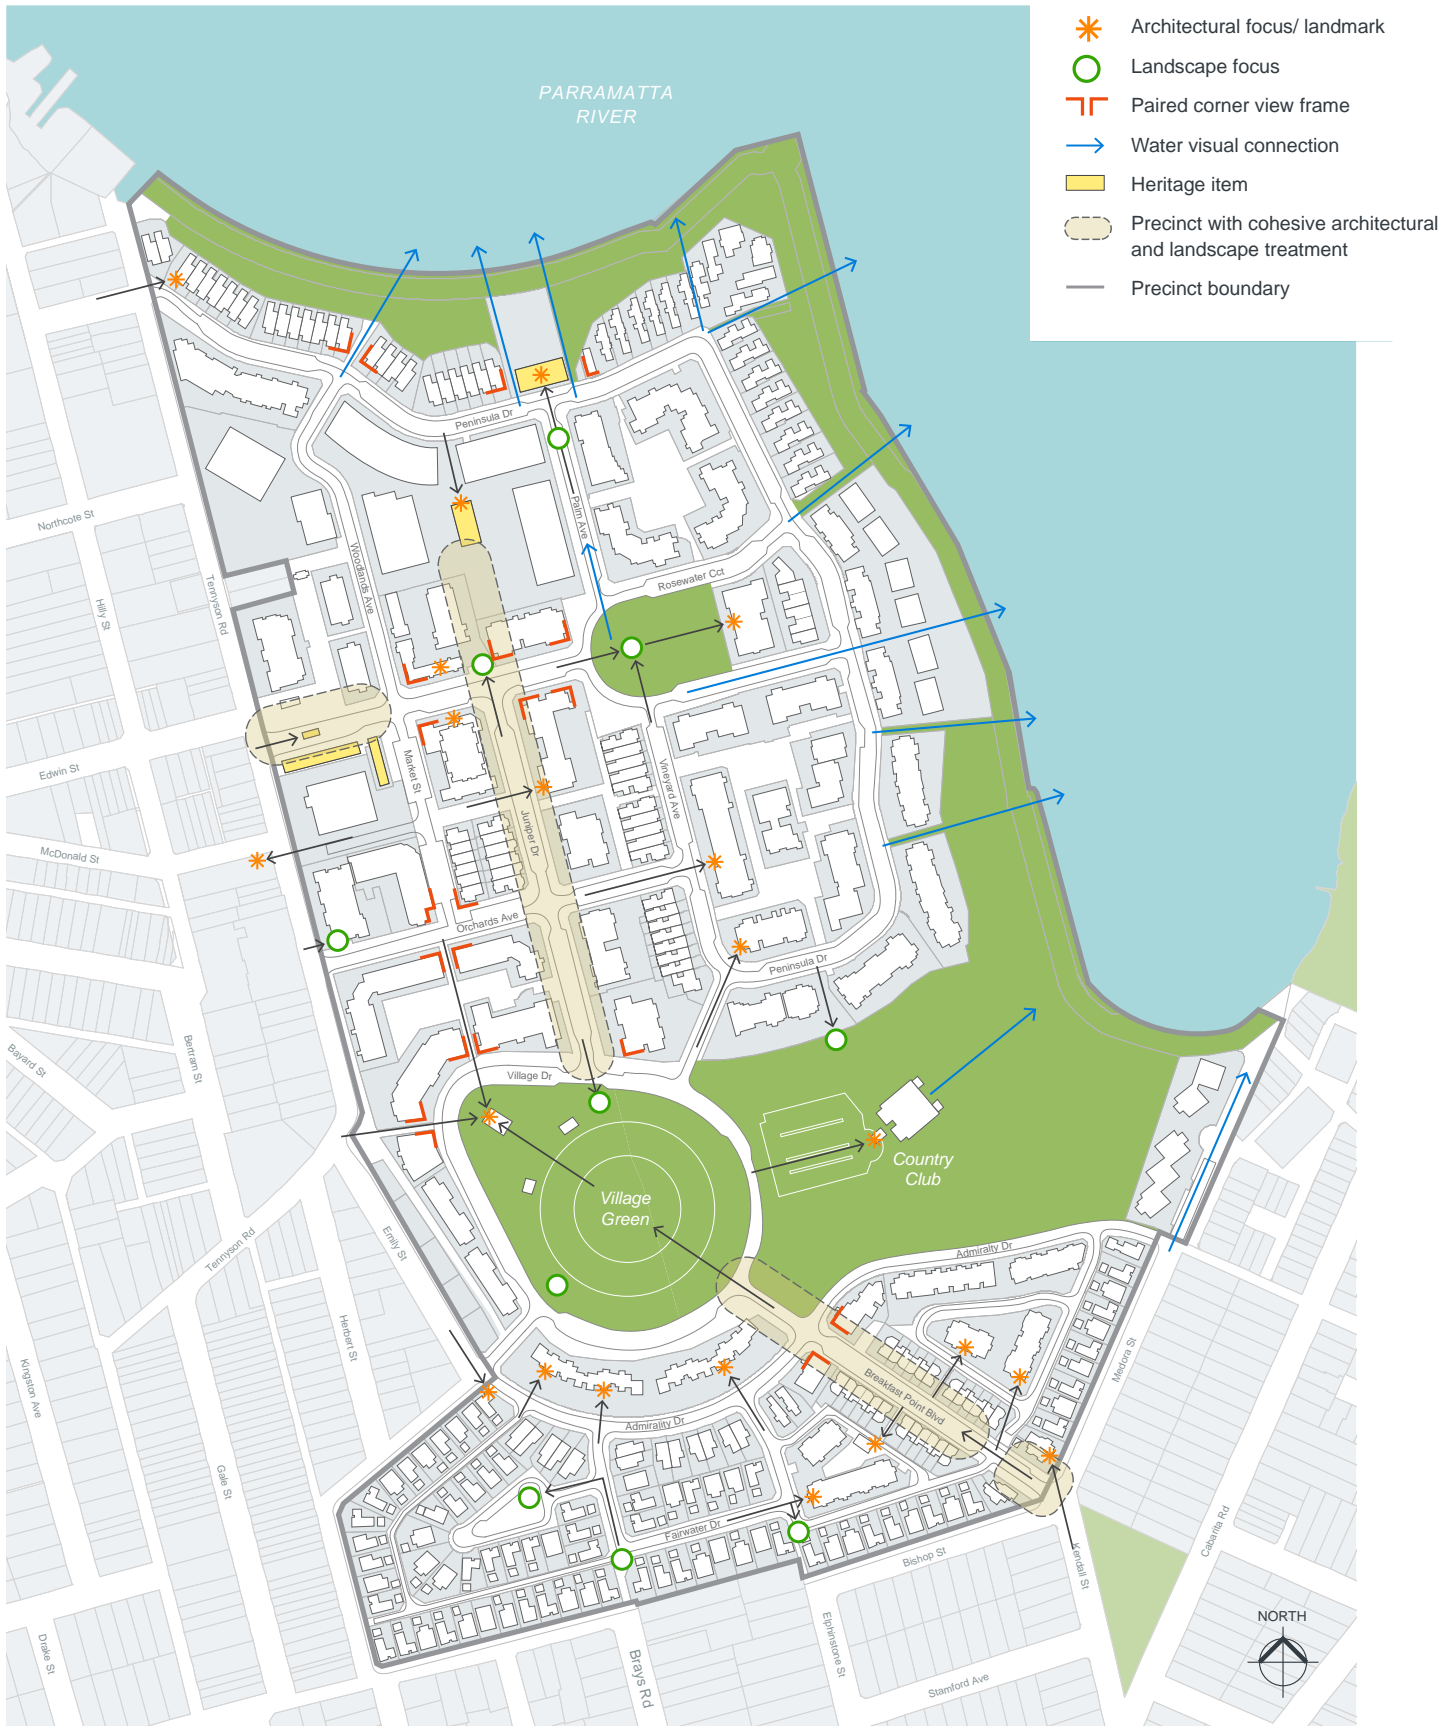 Architectural focus/ landmark
Landscape focus
Paired corner view frame
Water visual connection
Heritage item
Precinct with cohesive architectural
and landscape treatment
Precinct boundary
PARRAMATTA
RIVER
Peninsula Dr
Palm Ave
Northcote St
Woodlands Ave
Rosewater Cct
Hilly St
Tennyson Rd
Edwin St
Market St
Vineyard Ave
Juniper Dr
McDonald St
Orchards Ave
Peninsula Dr
Bayard St
Bertram St
Village Dr
Country
Club
Village
Green
Emily St
Tennyson Rd
Admiralty Dr
Herbert St
Kingston Ave
Medora St
Breakfast Point Blvd
Admirality Dr
Gale St
Fairwater Dr
Cabarita Rd
Bishop St
Kendall St
NORTH
Drake St
Brays Rd
Elphinstone St
Stamford Ave